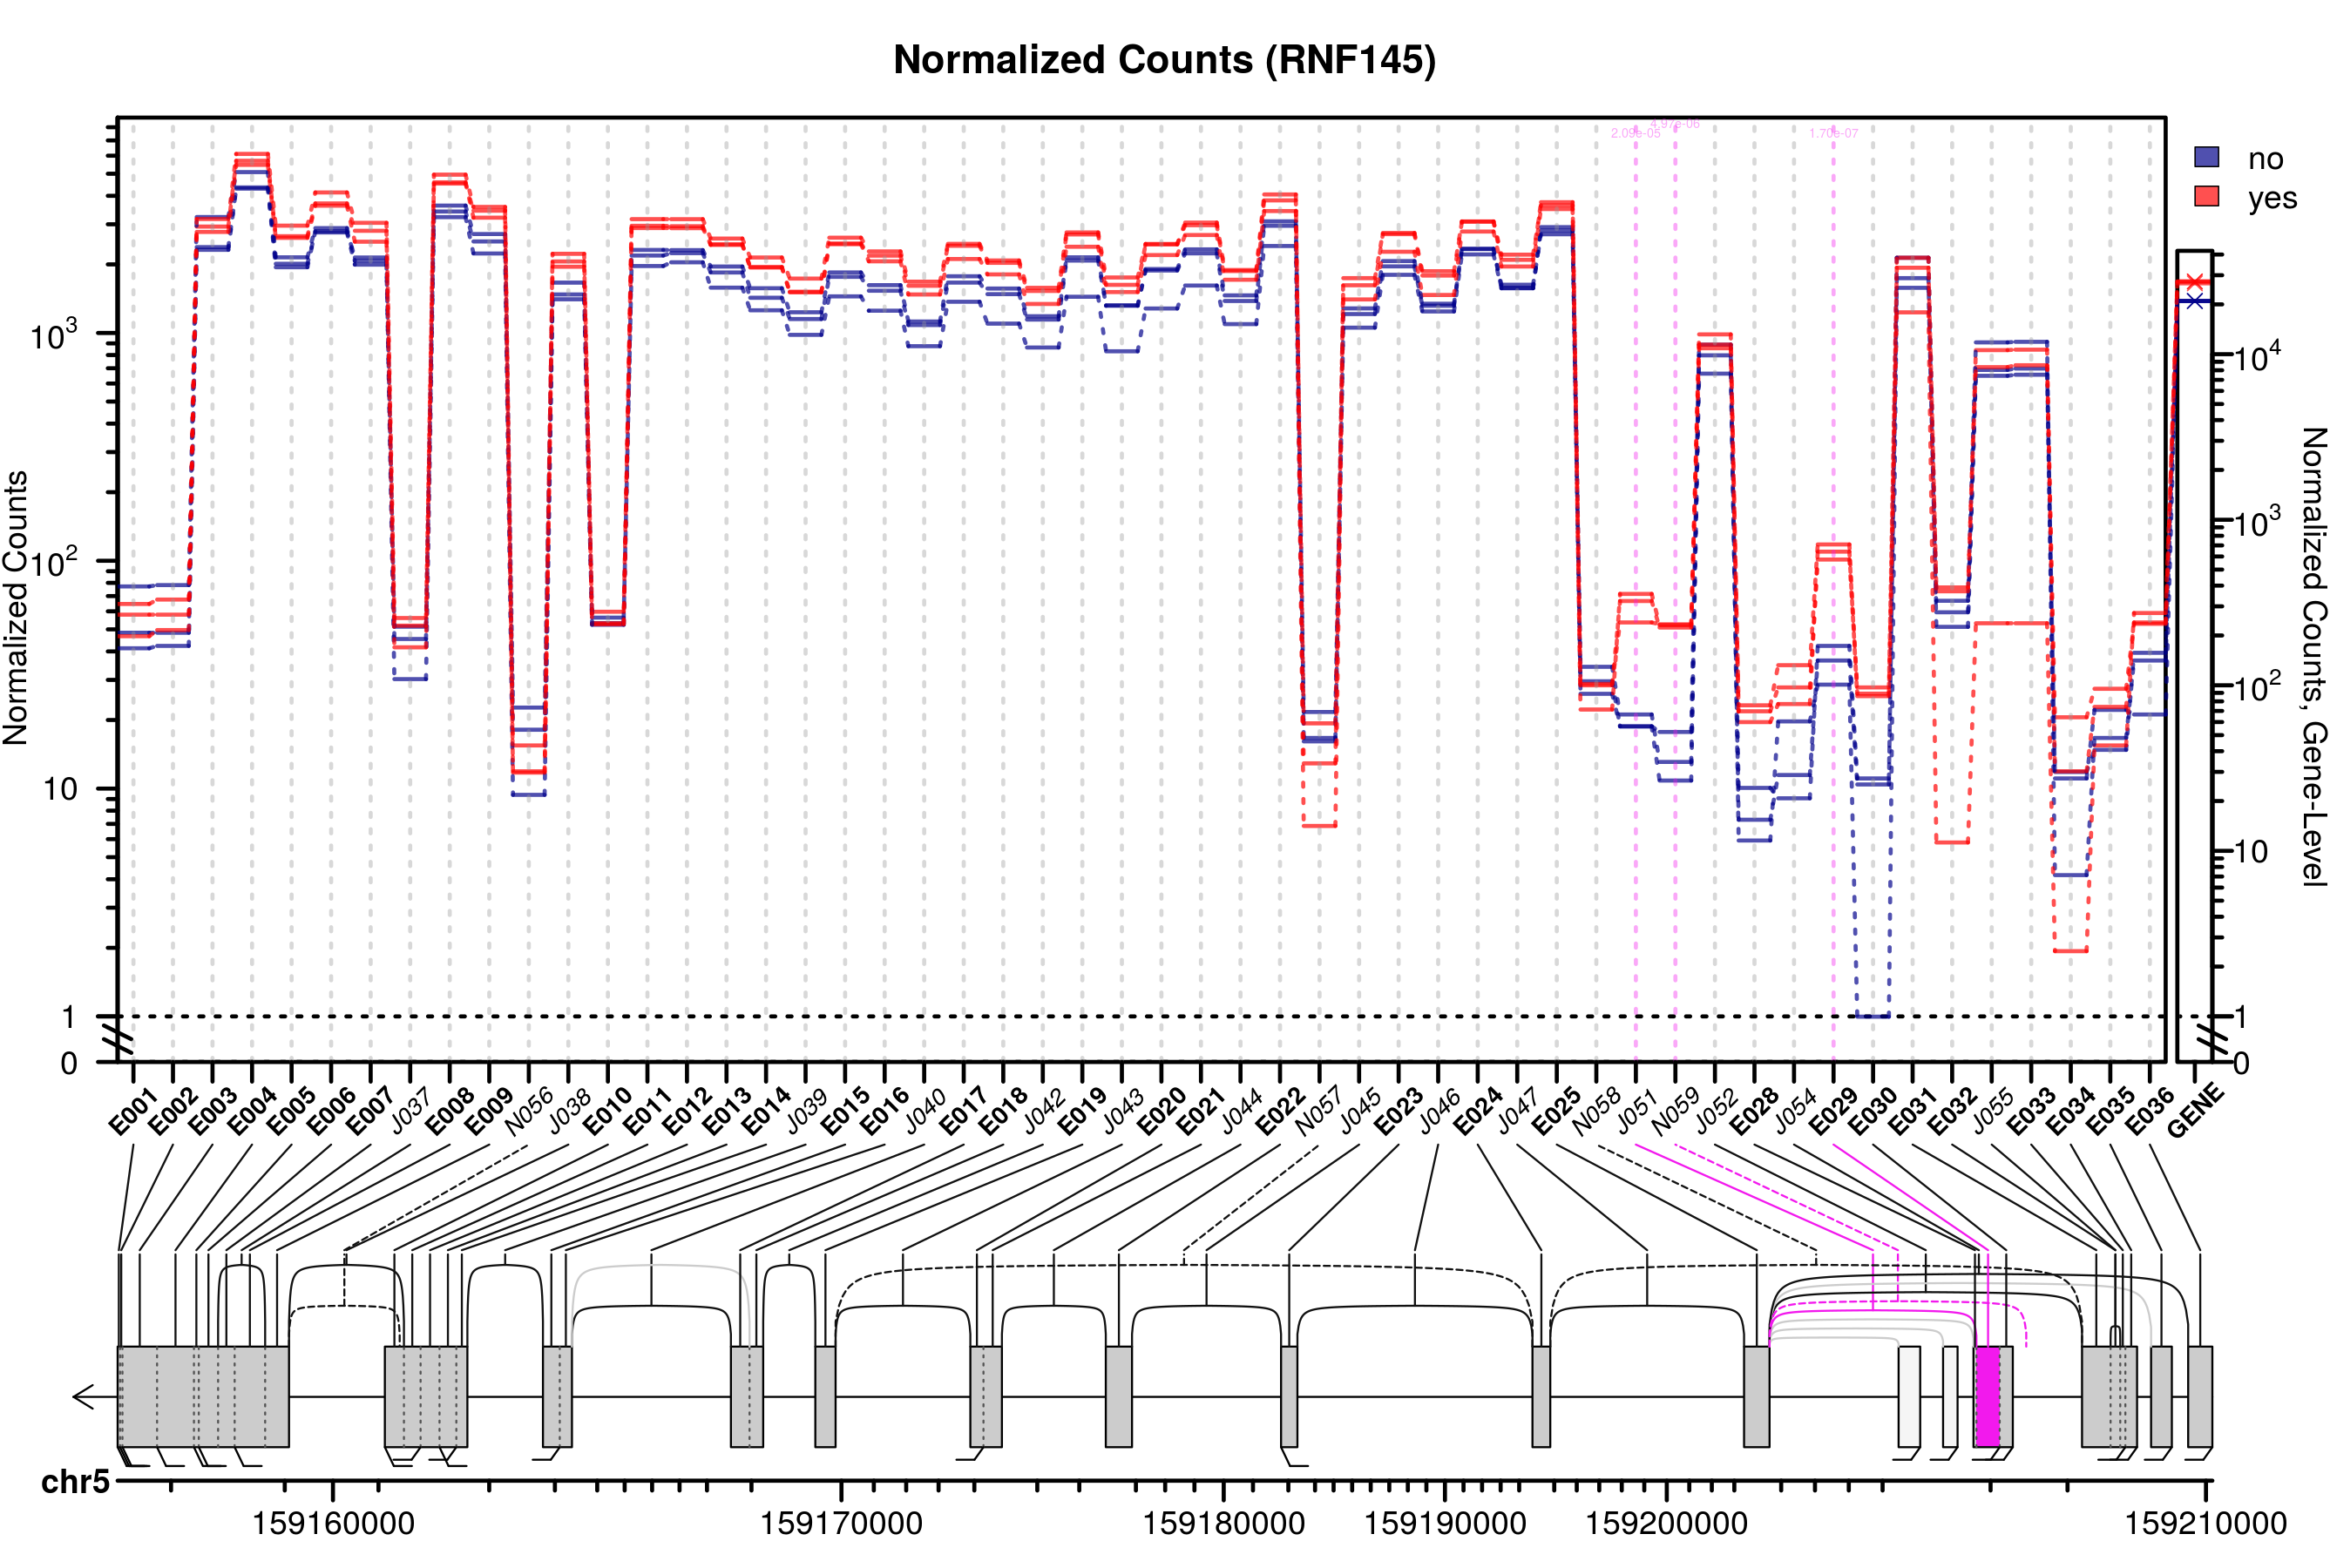 Normalized Counts (RNF145)
2.09e-05
4.97e-06
1.70e-07
no
yes
Normalized Counts
10³
10²
10
1
0
10⁴
10³
10²
10
1
0
Normalized Counts, Gene-Level
E001 E002 E003 E004 E005 E006 E007 J037 E008 E009 N056 J038 E010 E011 E012 E013 E014 J039 E015 E016 J040 E017 E018 J042 E019 J043 E020 E021 J044 E022 N057 J045 E023 J046 E024 J047 E025 N058 J051 N059 J052 E028 J054 E029 E030 E031 E032 J055 E033 E034 E035 E036 GENE
chr5
159160000 159170000 159180000 159190000 159200000 159210000